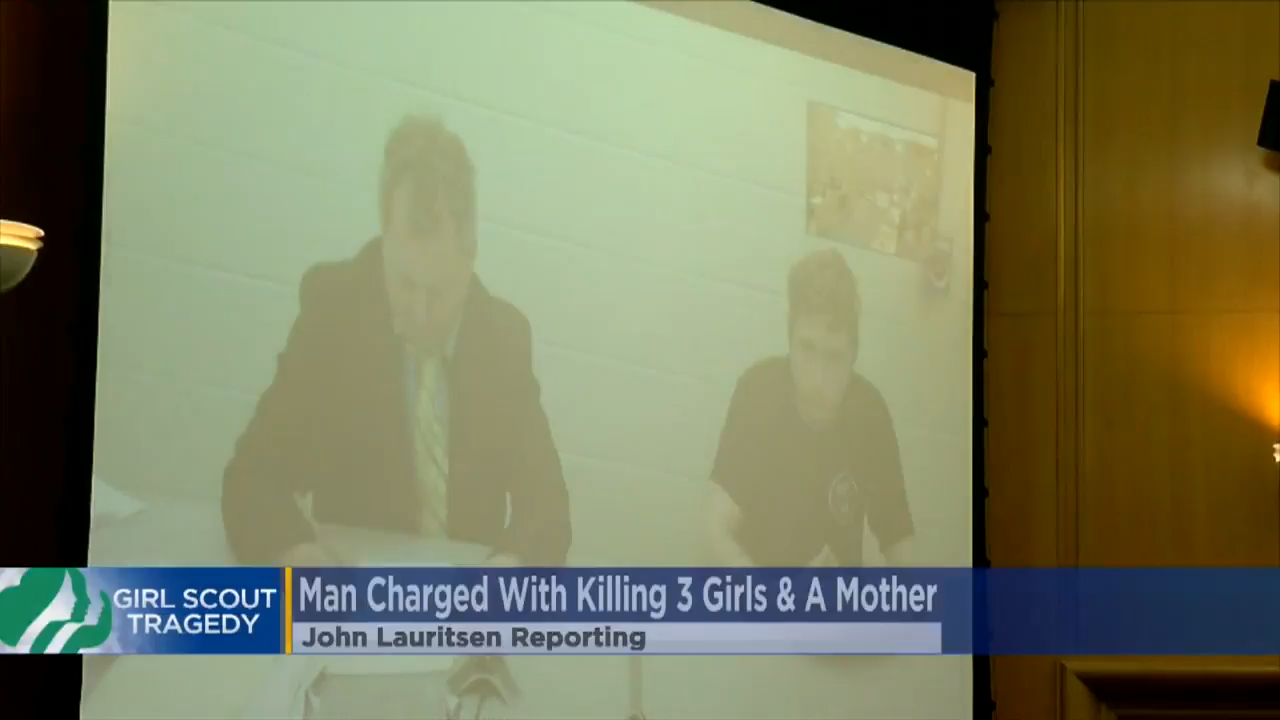 GIRL SCOUT
TRAGEDY
Man Charged With Killing 3 Girls & A Mother
John Lauritsen Reporting